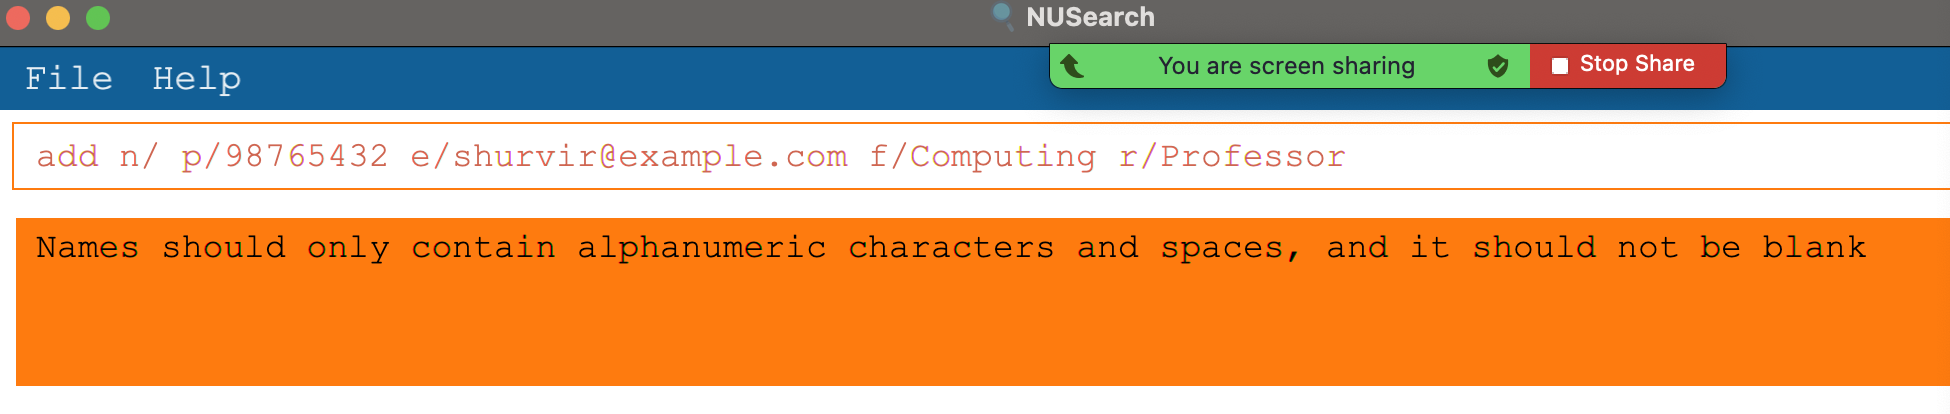 NUSearch
You are screen sharing Stop Share
File Help
add n/ p/98765432 e/shurvir@example.com f/Computing r/Professor
Names should only contain alphanumeric characters and spaces, and it should not be blank